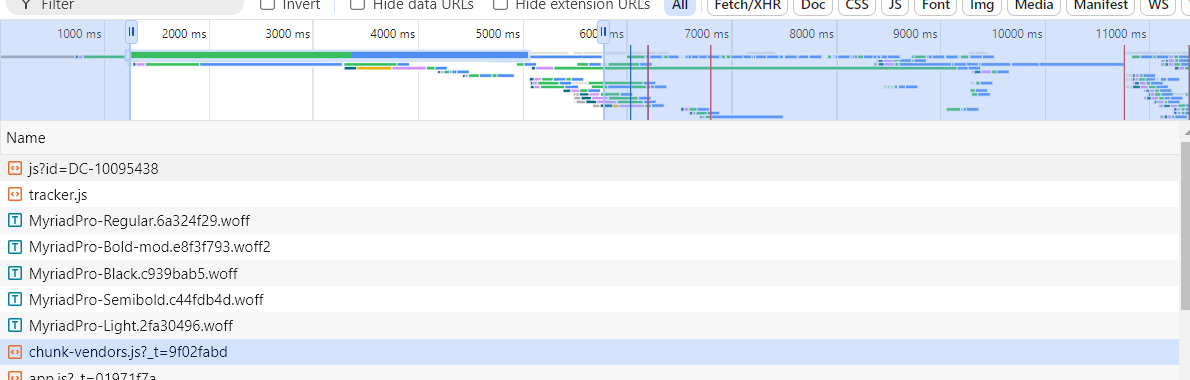 Filter Invert Hide data URLs Hide extension URLs All Fetch/XHR Doc CSS JS Font Img Media Manifest WS
1000 ms 2000 ms 3000 ms 4000 ms 5000 ms 6000 ms 7000 ms 8000 ms 9000 ms 10000 ms 11000 ms
Name
js?id=DC-10095438
tracker.js
MyriadPro-Regular.6a324f29.woff
MyriadPro-Bold-mod.e8f3f793.woff2
MyriadPro-Black.c939bab5.woff
MyriadPro-Semibold.c44fdb4d.woff
MyriadPro-Light.2fa30496.woff
chunk-vendors.js?_t=9f02fabd
app.js?_t=01971f7a